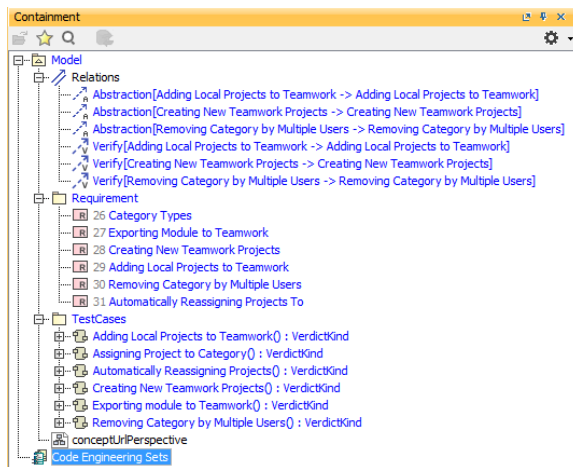 Containment
Model
Relations
Abstraction[Adding Local Projects to Teamwork -> Adding Local Projects to Teamwork]
Abstraction[Creating New Teamwork Projects -> Creating New Teamwork Projects]
Abstraction[Removing Category by Multiple Users -> Removing Category by Multiple Users]
Verify[Adding Local Projects to Teamwork -> Adding Local Projects to Teamwork]
Verify[Creating New Teamwork Projects -> Creating New Teamwork Projects]
Verify[Removing Category by Multiple Users -> Removing Category by Multiple Users]
Requirement
R 26 Category Types
R 27 Exporting Module to Teamwork
R 28 Creating New Teamwork Projects
R 29 Adding Local Projects to Teamwork
R 30 Removing Category by Multiple Users
R 31 Automatically Reassigning Projects To
TestCases
Adding Local Projects to Teamwork() : VerdictKind
Assigning Project to Category() : VerdictKind
Automatically Reassigning Projects() : VerdictKind
Creating New Teamwork Projects() : VerdictKind
Exporting module to Teamwork() : VerdictKind
Removing Category by Multiple Users() : VerdictKind
conceptUrlPerspective
Code Engineering Sets